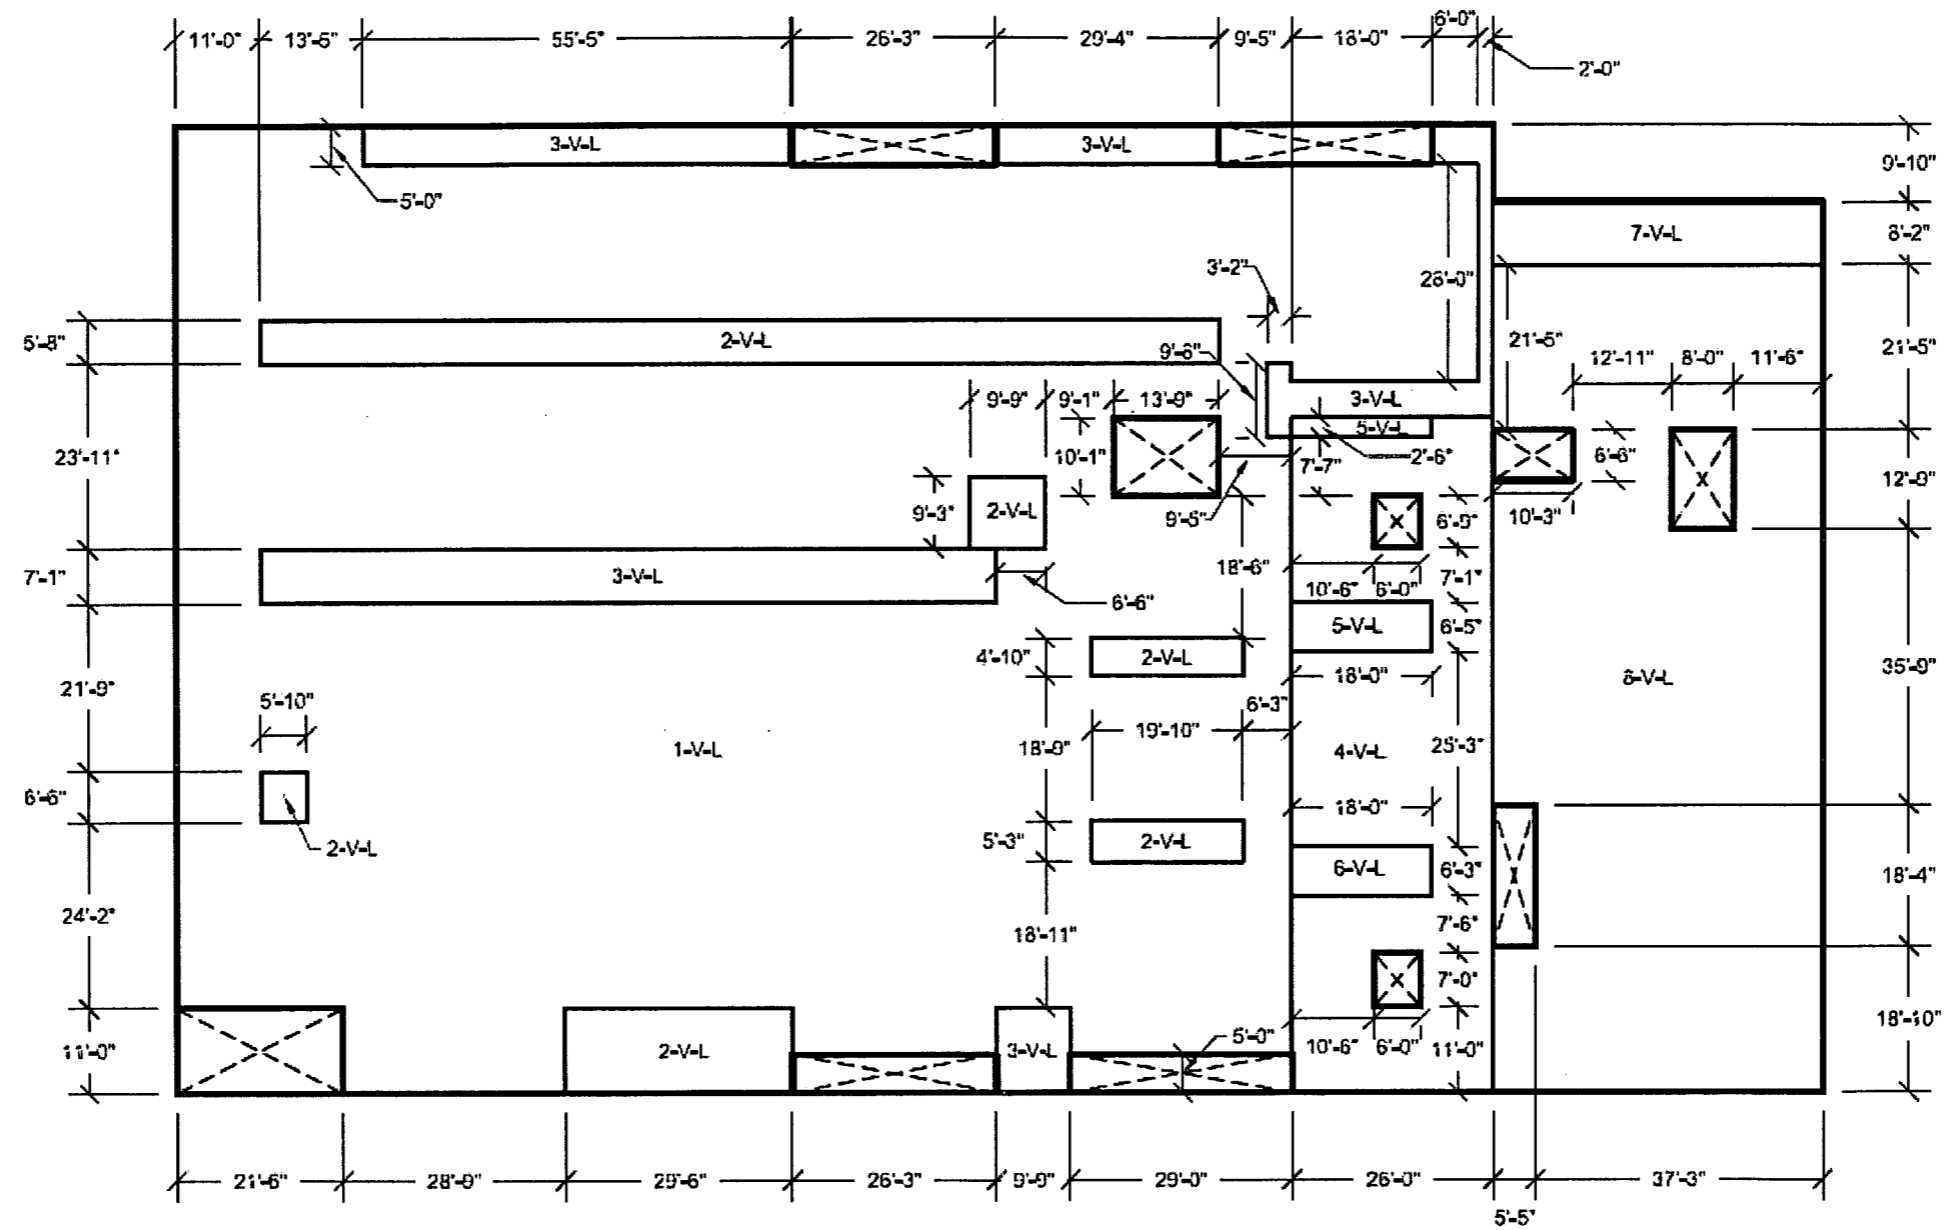 11'-0" 13'-6" 55'-5" 26'-3" 29'-4" 9'-5" 18'-0" 6'-0"
2'-0"
3-V-L 3-V-L
9'-10"
5'-0"
7-V-L 8'-2"
3'-2" 28'-0"
5'-8" 2-V-L 9'-6" 21'-5" 21'-5"
12'-11" 8'-0" 11'-6"
9'-9" 9'-1" 13'-9" 3-V-L
5-V-L
23'-11" 10'-1" 7'-7" 2'-6" 6'-6" 12'-9"
9'-3" 2-V-L 9'-5" 6'-9" 10'-3"
7'-1" 3-V-L 18'-6" 7'-1"
6'-6" 10'-6" 6'-0"
5-V-L 6'-5"
4'-10" 2-V-L 18'-0" 35'-9"
21'-9" 8-V-L
5'-10" 6'-3"
19'-10"
1-V-L 18'-9" 4-V-L 25'-3"
6'-6" 18'-0"
2-V-L 5'-3" 2-V-L
6-V-L 6'-3" 18'-4"
24'-2" 7'-6"
18'-11"
7'-0"
11'-0" 2-V-L 3-V-L 5'-0" 10'-6" 6'-0" 11'-0" 18'-10"
21'-6" 28'-9" 29'-6" 26'-3" 9'-9" 29'-0" 26'-0" 37'-3"
5'-5"